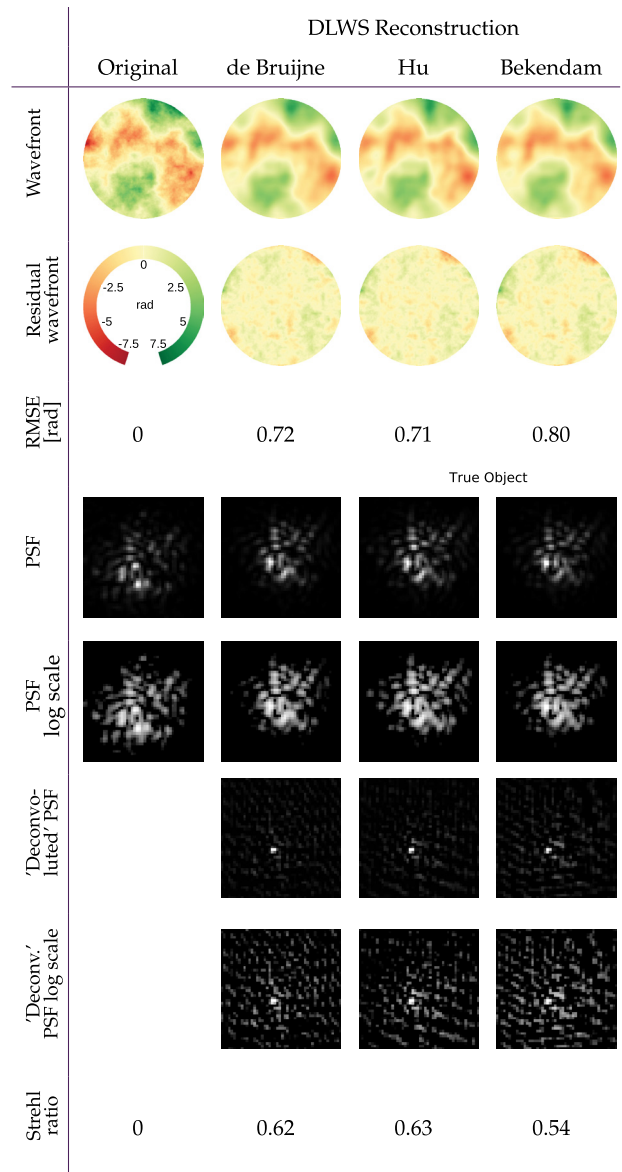 DLWS Reconstruction
Original de Bruijne Hu Bekendam
Wavefront
Residual
wavefront
0
-2.5 2.5
rad
-5 5
-7.5 7.5
RMSE
[rad]
0 0.72 0.71 0.80
True Object
PSF
PSF
log scale
'Deconvo-
luted' PSF
'Deconv.'
PSF log scale
Strehl
ratio
0 0.62 0.63 0.54